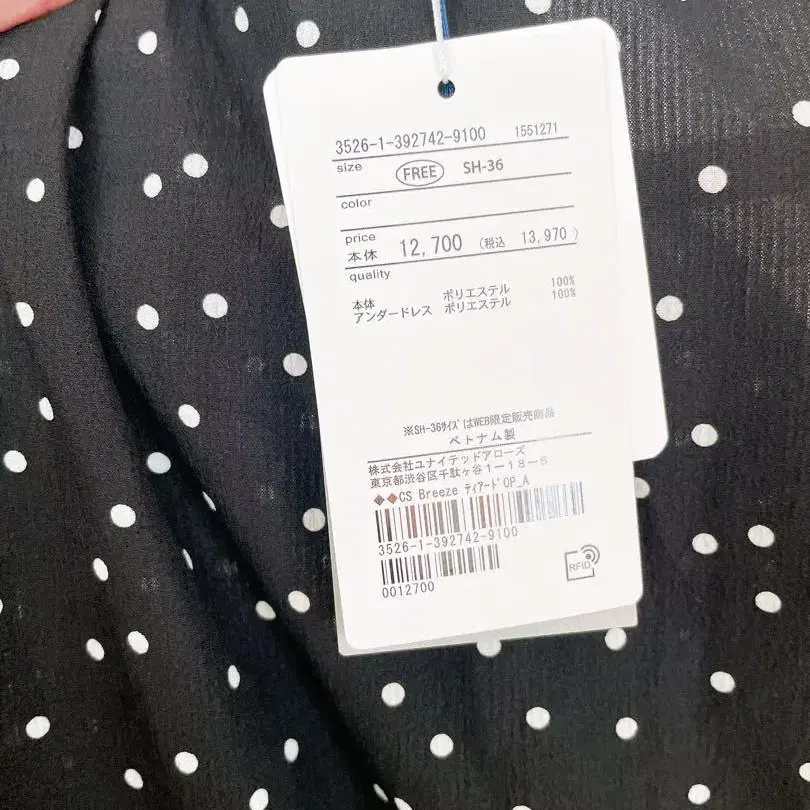 3526-1-392742-9100 1551271
size FREE SH-36
color
price
本体 12,700 (税込 13,970 )
quality
本体 ポリエステル 100%
アンダードレス ポリエステル 100%
※SH-36ｻｲｽﾞはWEB限定販売商品
ベトナム製
株式会社ユナイテッドアローズ
東京都渋谷区千駄ヶ谷1-18-5
◆◆CS Breeze ﾃｨｱｰﾄﾞOP_A
3526-1-392742-9100
0012700
RFID